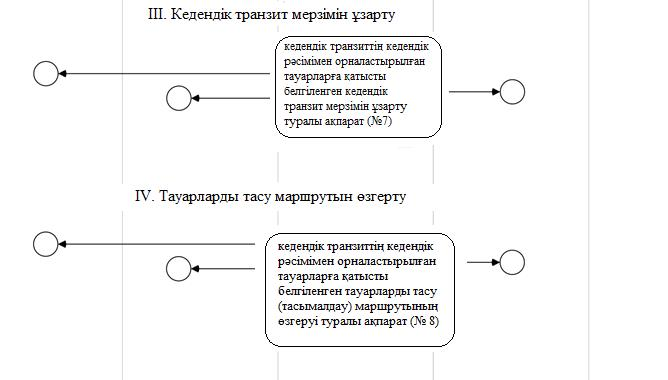 III. Кедендік транзит мерзімін ұзарту
кедендік транзиттін кедендік
рәсімімен орналастырылған
тауарларға қатысты
белгіленген кедендік
транзит мерзімін ұзарту
туралы ақпарат (№7)
IV. Тауарларды тасу маршрутын өзгерту
кедендік транзиттің кедендік
рәсімімен орналастырылған
тауарларға қатысты
белгіленген тауарларды тасу
(тасымалдау) маршрутының
өзгеруі туралы ақпарат (№ 8)